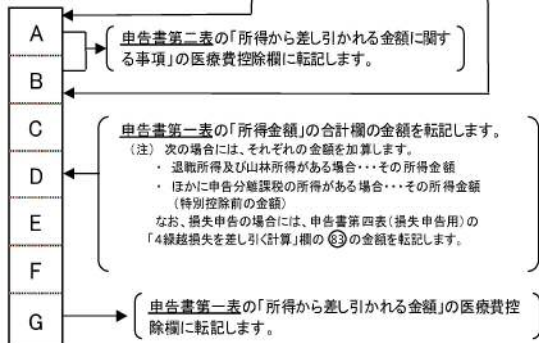 A
申告書第二表の「所得から差し引かれる金額に関す
る事項」の医療費控除欄に転記します。
B
C
申告書第一表の「所得金額」の合計欄の金額を転記します。
(注) 次の場合には、それぞれの金額を加算します。
・ 退職所得及び山林所得がある場合・・・その所得金額
D
・ ほかに申告分離課税の所得がある場合・・・その所得金額
(特別控除前の金額)
E
なお、損失申告の場合には、申告書第四表(損失申告用)の
「4繰越損失を差し引く計算」欄の㊳の金額を転記します。
F
G
申告書第一表の「所得から差し引かれる金額」の医療費控
除欄に転記します。